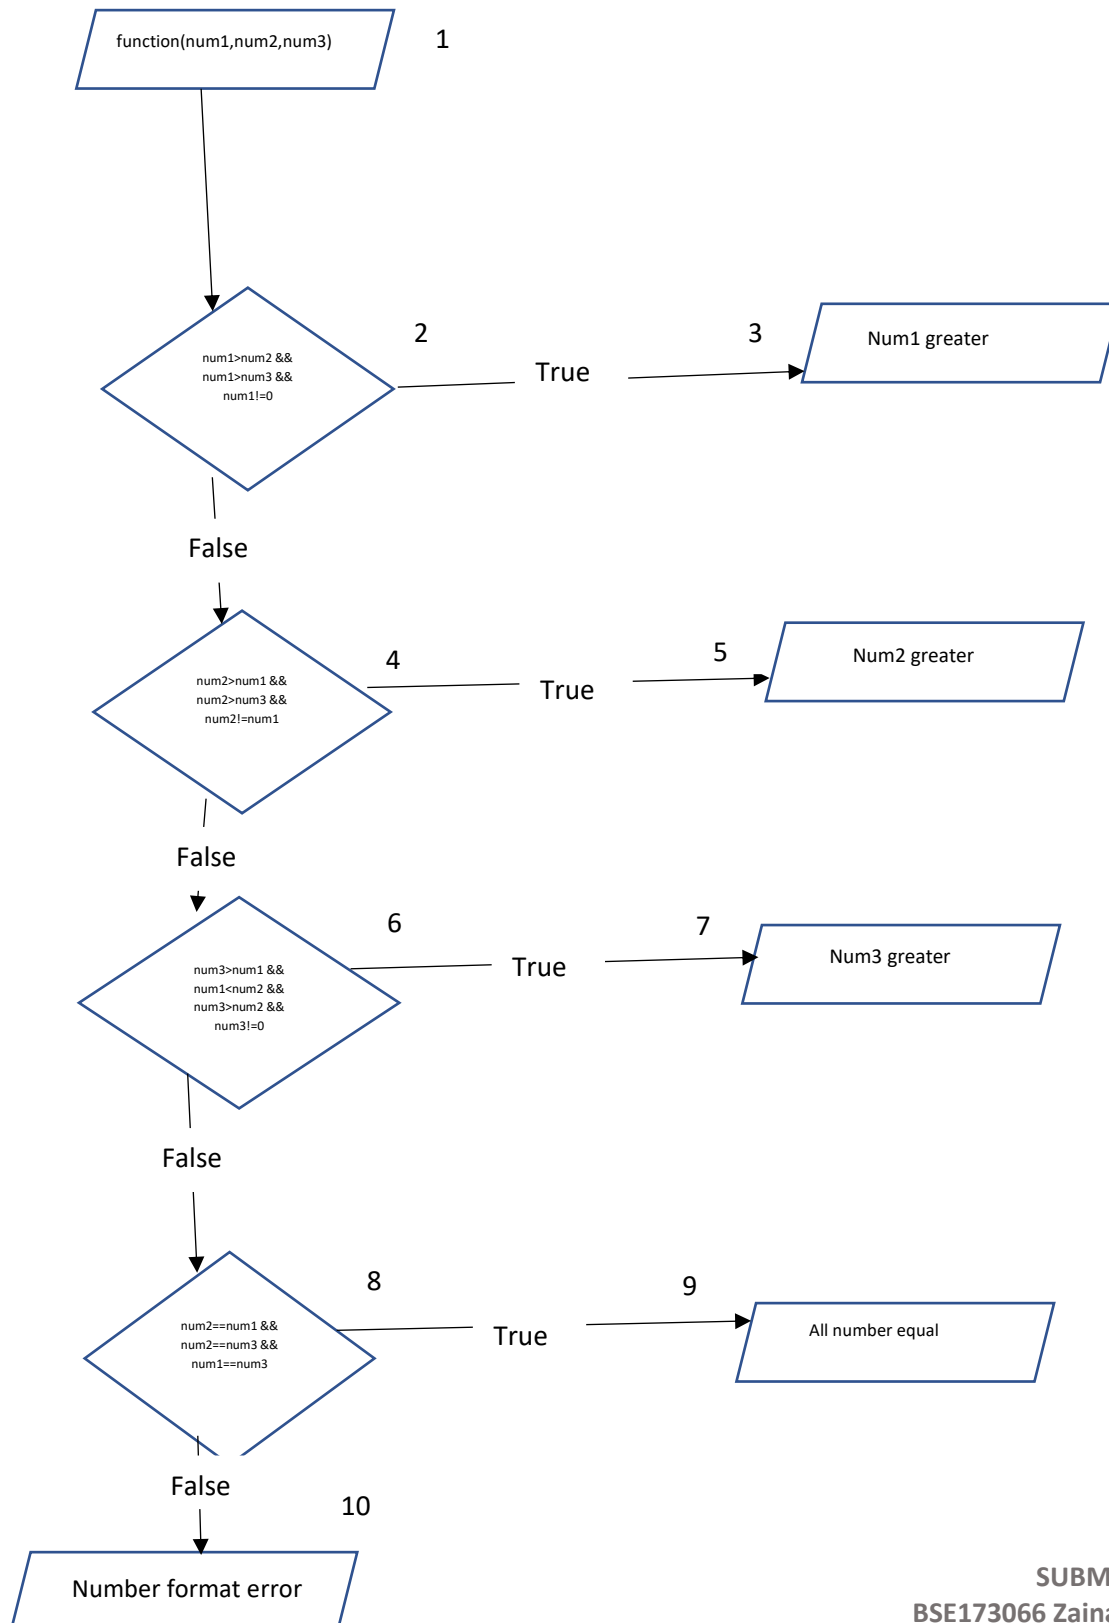 function(num1,num2,num3)
1
num1>num2 &&
num1>num3 &&
num1!=0
2
True
3
Num1 greater
False
num2>num1 &&
num2>num3 &&
num2!=num1
4
True
5
Num2 greater
False
num3>num1 &&
num1<num2 &&
num3>num2 &&
num3!=0
6
True
7
Num3 greater
False
num2==num1 &&
num2==num3 &&
num1==num3
8
True
9
All number equal
False
10
Number format error
BSE173066